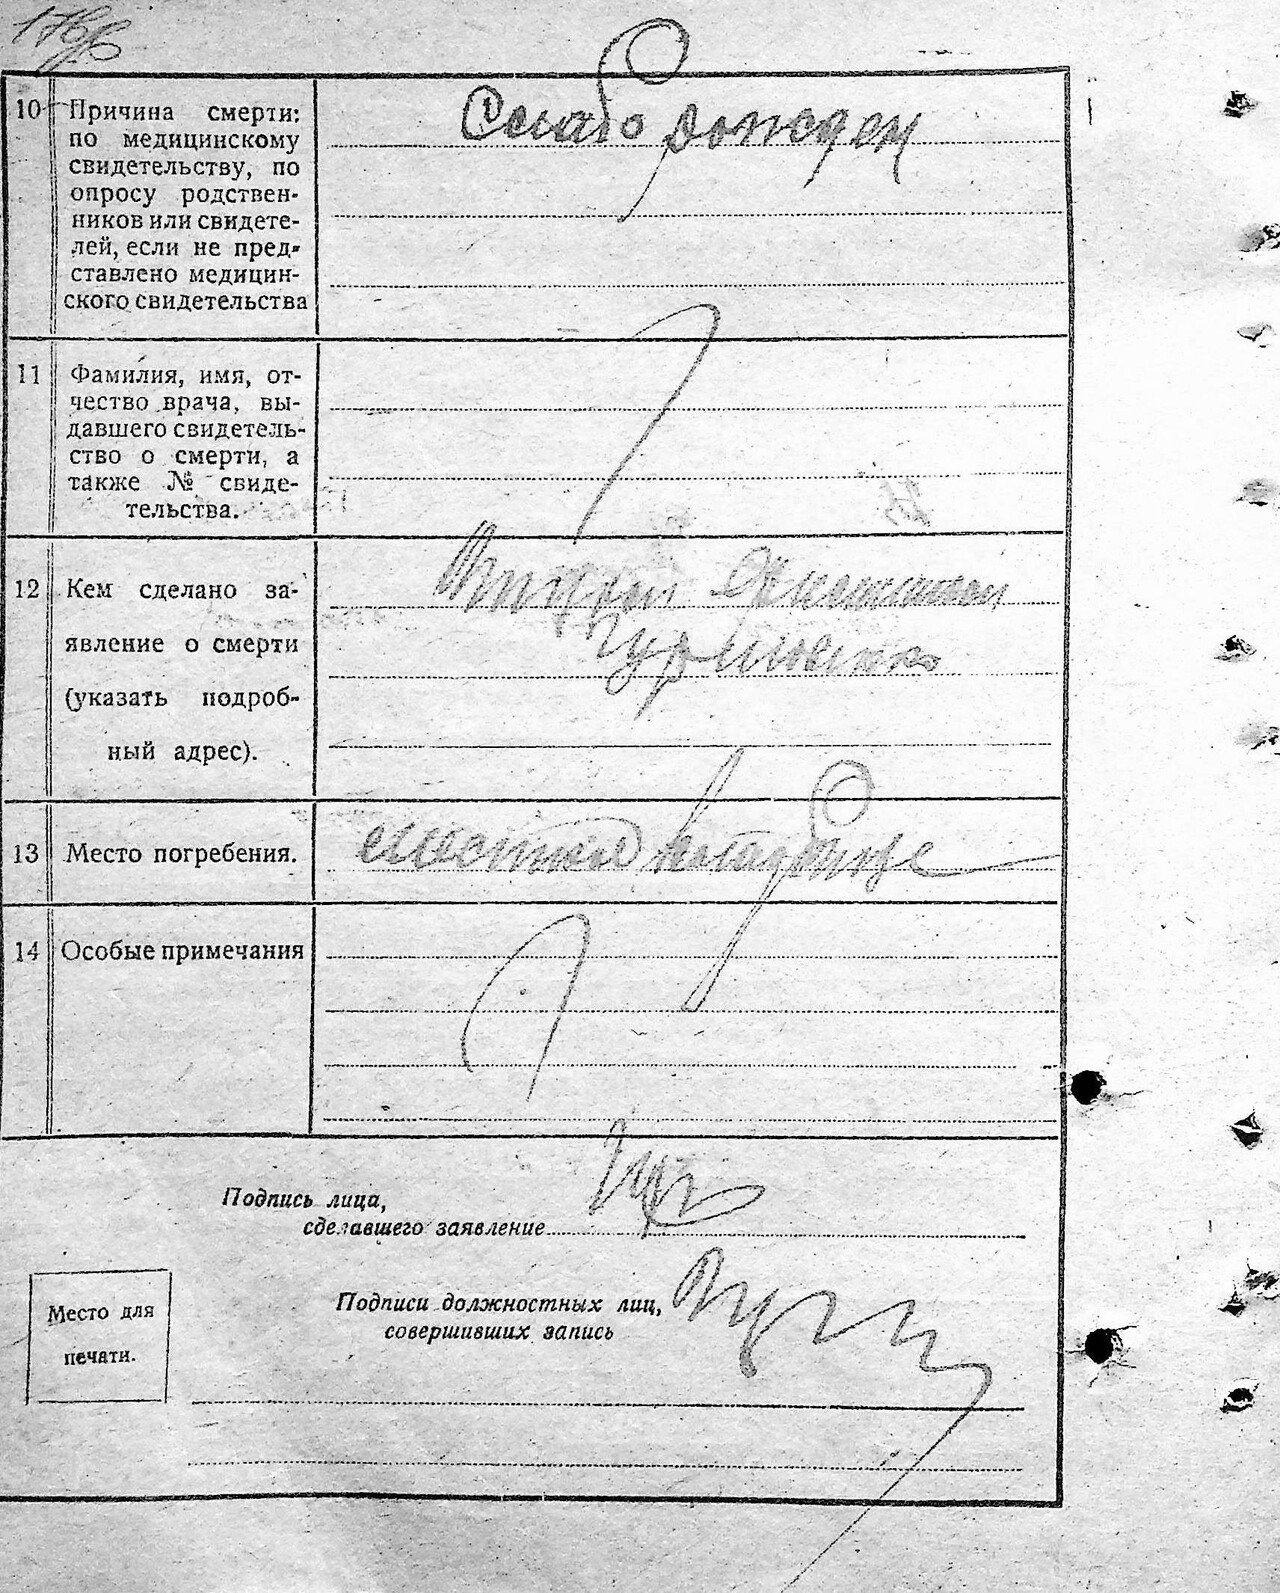 176
10 Причина смерти:
по медицинскому
свидетельству, по
опросу родствен-
ников или свидете-
лей, если не пред-
ставлено медицин-
ского свидетельства
Слабо рожден
11 Фамилия, имя, от-
чество врача, вы-
давшего свидетель-
ство о смерти, а
также № свиде-
тельства.
12 Кем сделано за-
явление о смерти
(указать подроб-
ный адрес).
13 Место погребения.
местное кладбище
14 Особые примечания
Подпись лица,
сделавшего заявление
Подписи должностных лиц,
совершивших запись
Место для
печати.